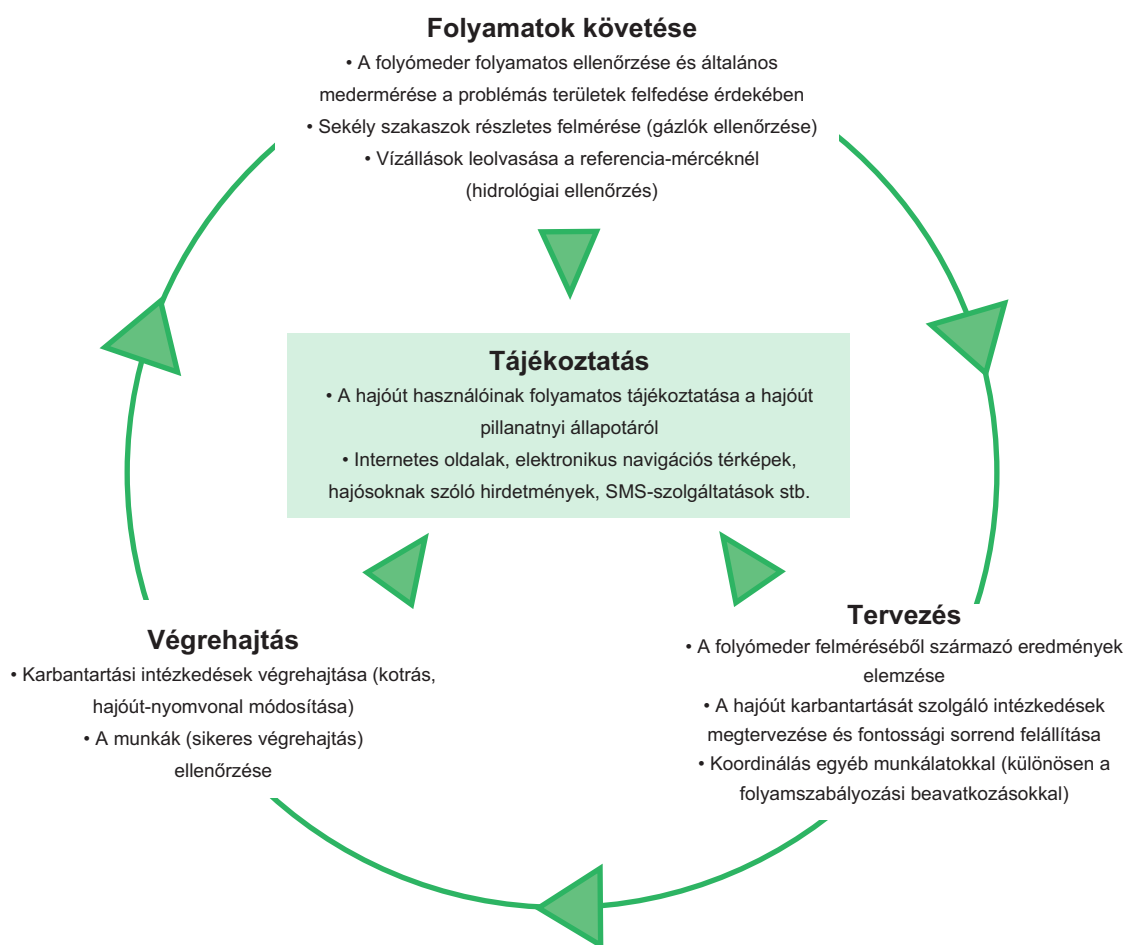 Folyamatok követése
• A folyómeder folyamatos ellenőrzése és általános
medermérése a problémás területek felfedése érdekében
• Sekély szakaszok részletes felmérése (gázlók ellenőrzése)
• Vízállások leolvasása a referencia-mércéknél
(hidrológiai ellenőrzés)
Tájékoztatás
• A hajóút használóinak folyamatos tájékoztatása a hajóút
pillanatnyi állapotáról
• Internetes oldalak, elektronikus navigációs térképek,
hajósoknak szóló hirdetmények, SMS-szolgáltatások stb.
Végrehajtás
• Karbantartási intézkedések végrehajtása (kotrás,
hajóút-nyomvonal módosítása)
• A munkák (sikeres végrehajtás)
ellenőrzése
Tervezés
• A folyómeder felméréséből származó eredmények
elemzése
• A hajóút karbantartását szolgáló intézkedések
megtervezése és fontossági sorrend felállítása
• Koordinálás egyéb munkálatokkal (különösen a
folyamszabályozási beavatkozásokkal)